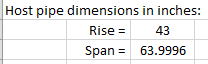 Host pipe dimensions in inches:
Rise = 43
Span = 63.9996